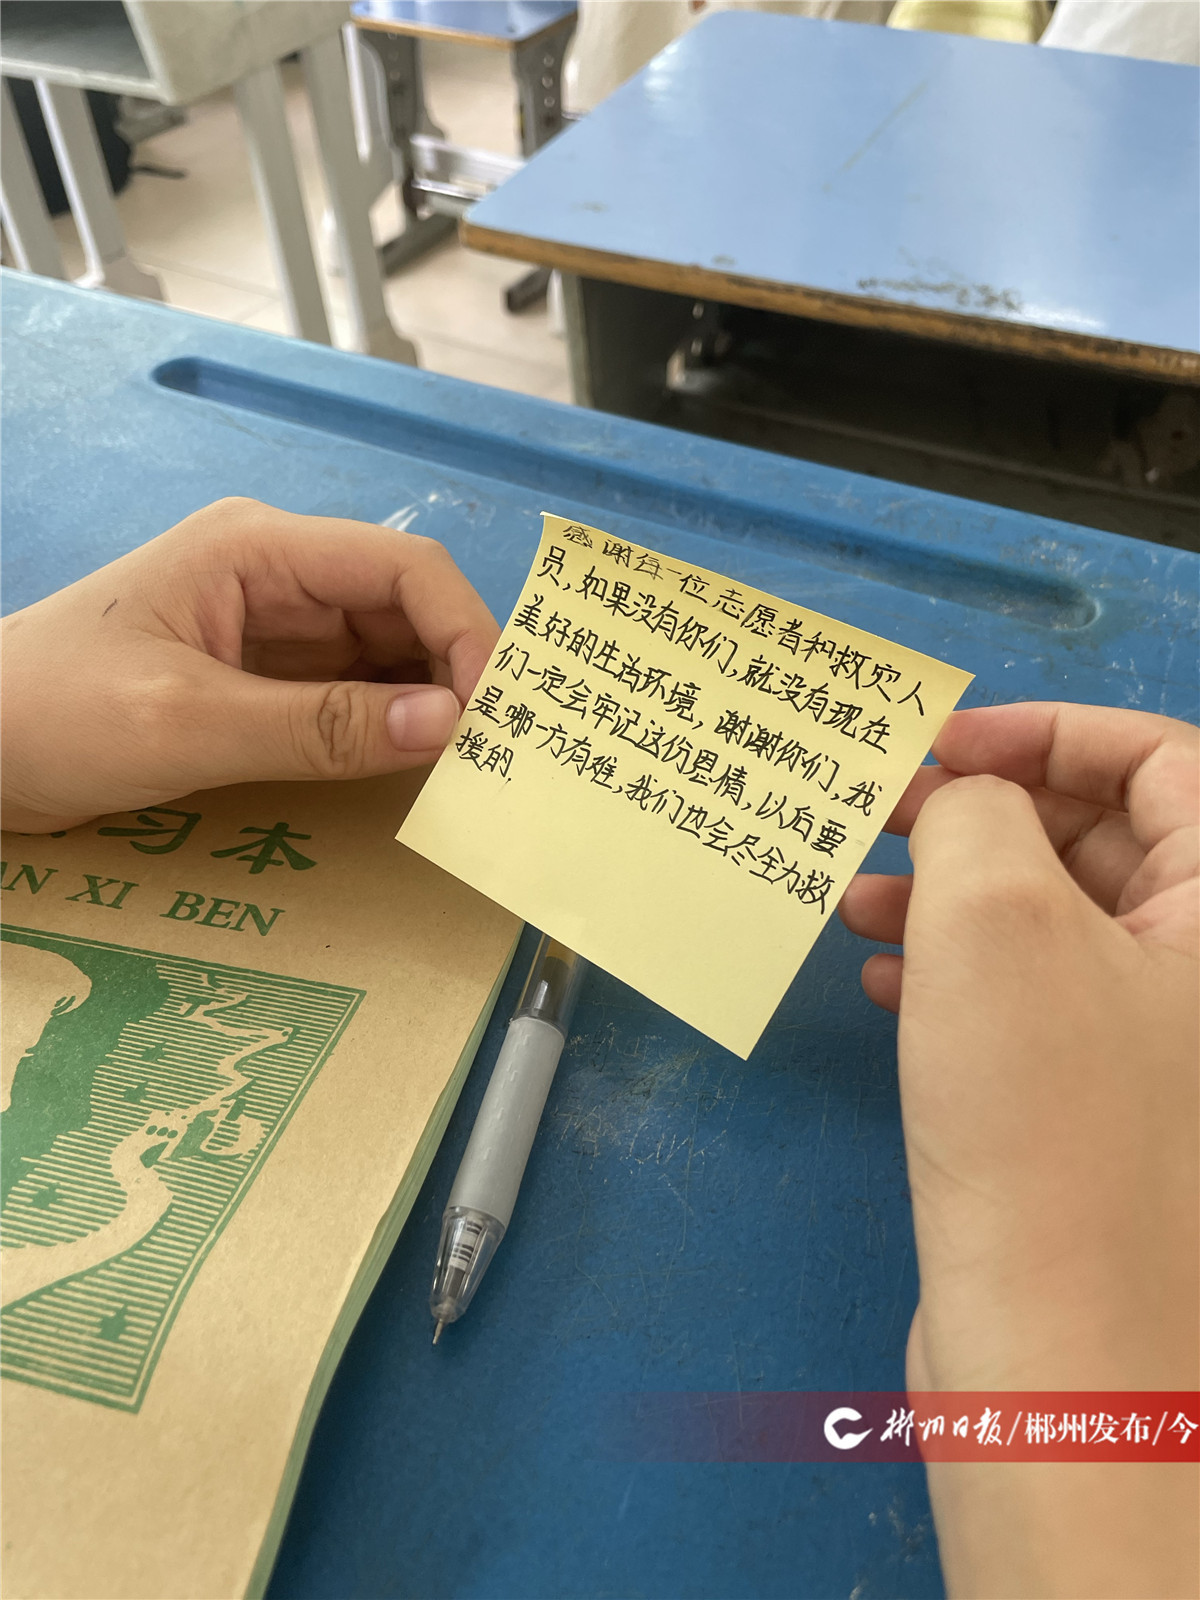 感谢每一位志愿者和救灾人
员,如果没有你们,就没有现在
美好的生活环境,谢谢你们,我
们一定会牢记这份恩情,以后要
是哪一方有难,我们也会尽全力救
援的.
习本
XI BEN
郴州日报/郴州发布/今